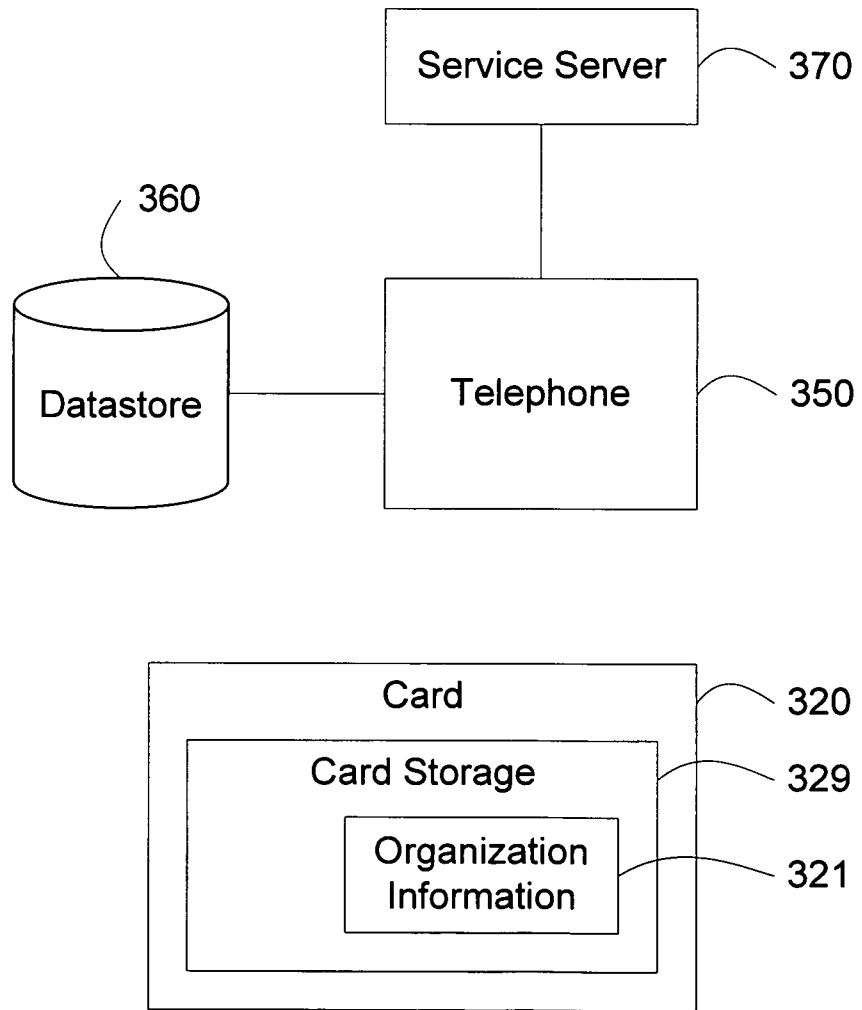 Service Server
370
360
Datastore
Telephone
350
Card
320
Card Storage
329
Organization
Information
321